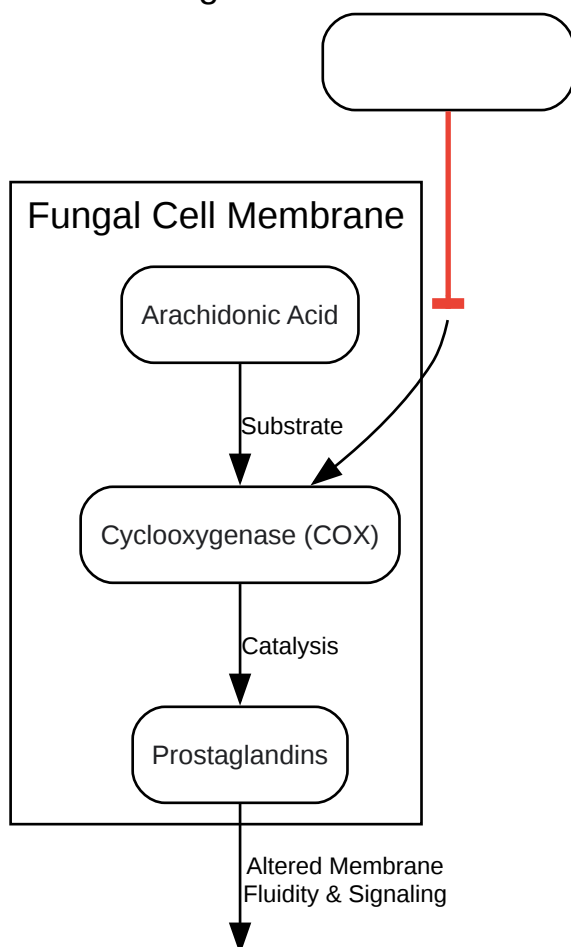 Fungal Cell Membrane
Arachidonic Acid
Substrate
Cyclooxygenase (COX)
Catalysis
Prostaglandins
Altered Membrane
Fluidity & Signaling